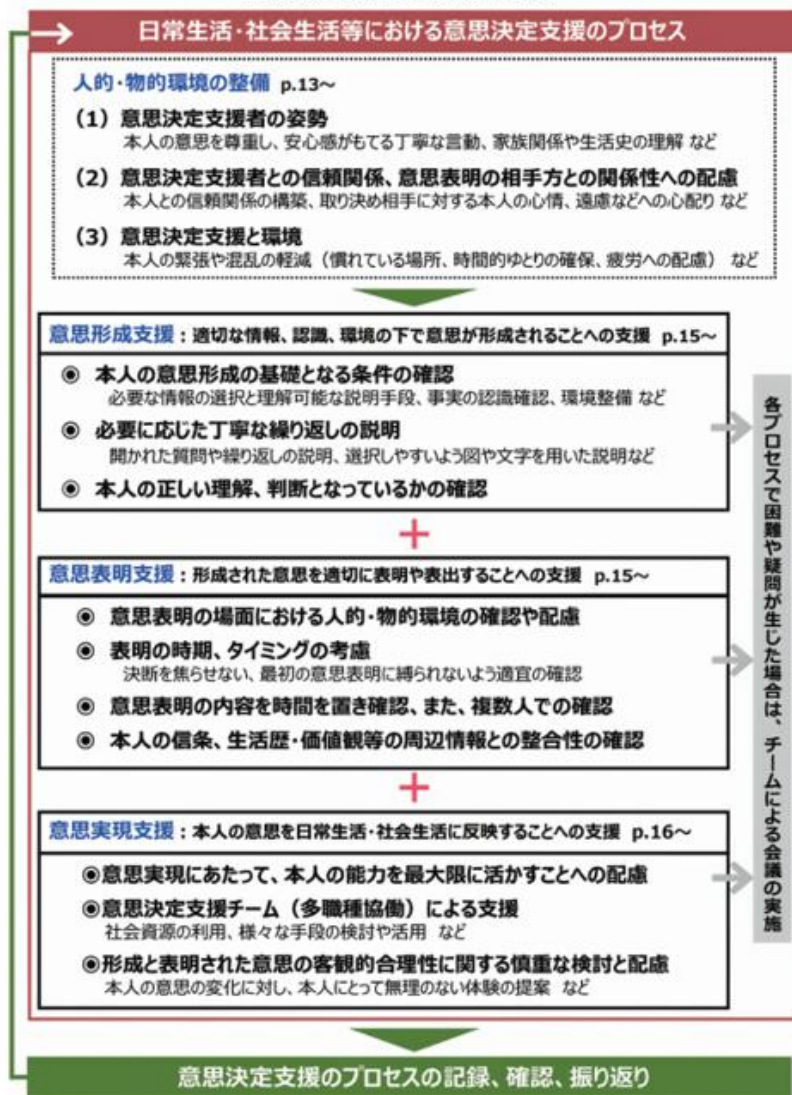 日常生活・社会生活等における意思決定支援のプロセス
人的・物的環境の整備 p.13～
（1）意思決定支援者の姿勢
本人の意思を尊重し、安心感がもてる丁寧な言動、家族関係や生活史の理解 など
（2）意思決定支援者との信頼関係、意思表明の相手方との関係性への配慮
本人との信頼関係の構築、取り決め相手に対する本人の心情、遠慮などへの心配り など
（3）意思決定支援と環境
本人の緊張や混乱の軽減（慣れている場所、時間的ゆとりの確保、疲労への配慮） など
意思形成支援：適切な情報、認識、環境の下で意思が形成されることへの支援 p.15～
◉ 本人の意思形成の基礎となる条件の確認
必要な情報の選択と理解可能な説明手段、事実の認識確認、環境整備 など
◉ 必要に応じた丁寧な繰り返しの説明
開かれた質問や繰り返しの説明、選択しやすいよう図や文字を用いた説明など
◉ 本人の正しい理解、判断となっているかの確認
+
意思表明支援：形成された意思を適切に表明や表出することへの支援 p.15～
◉ 意思表明の場面における人的・物的環境の確認や配慮
◉ 表明の時期、タイミングの考慮
決断を焦らせない、最初の意思表明に縛られないよう適宜の確認
◉ 意思表明の内容を時間を置き確認、また、複数人での確認
◉ 本人の信条、生活歴・価値観等の周辺情報との整合性の確認
+
意思実現支援：本人の意思を日常生活・社会生活に反映することへの支援 p.16～
◉意思実現にあたって、本人の能力を最大限に活かすことへの配慮
◉意思決定支援チーム（多職種協働）による支援
社会資源の利用、様々な手段の検討や活用 など
◉形成と表明された意思の客観的合理性に関する慎重な検討と配慮
本人の意思の変化に対し、本人にとって無理のない体験の提案 など
各プロセスで困難や疑問が生じた場合は、チームによる会議の実施
意思決定支援のプロセスの記録、確認、振り返り